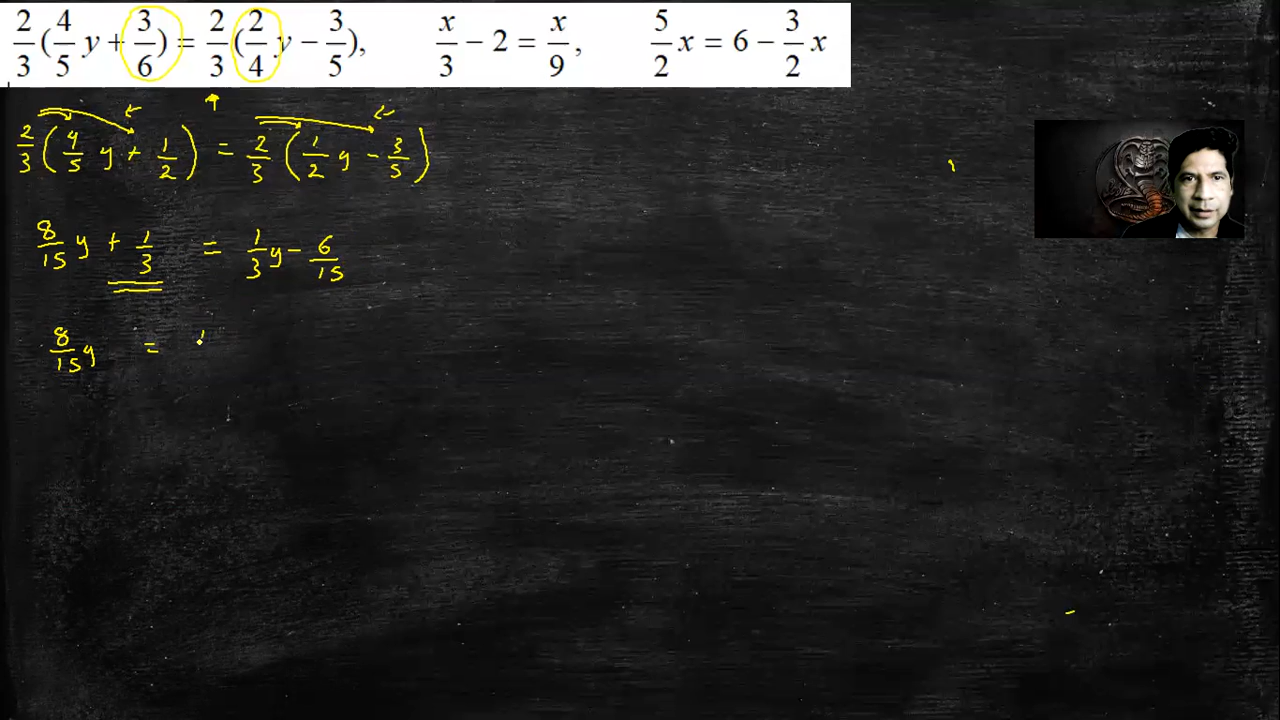 2/3(4/5 y + 3/6) = 2/3(2/4 y − 3/5),   x/3 − 2 = x/9,   5/2 x = 6 − 3/2 x
2/3 (4/5 y + 1/2) = 2/3 (1/2 y − 3/5)
8/15 y + 1/3 = 1/3 y − 6/15
8/15 y =